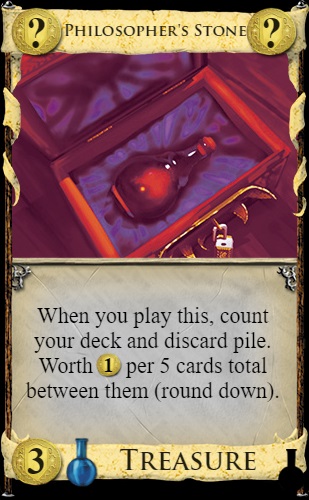 ? PHILOSOPHER'S STONE ?
When you play this, count
your deck and discard pile.
Worth 1 per 5 cards total
between them (round down).
3 TREASURE